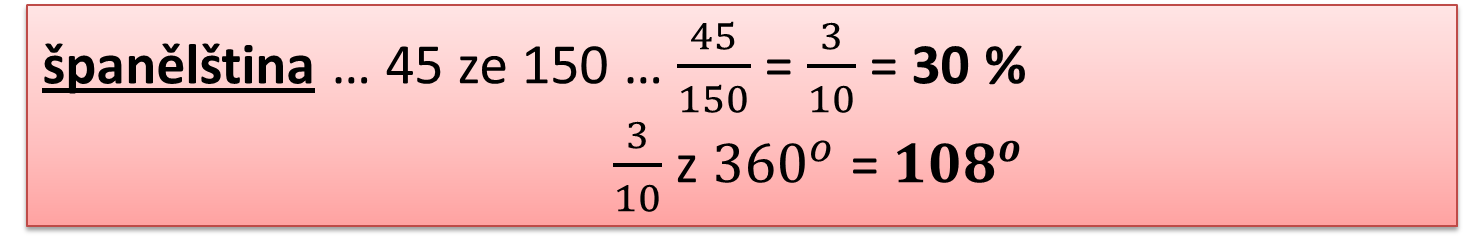 španělština ... 45 ze 150 ... 45/150 = 3/10 = 30 %
3/10 z 360° = 108°